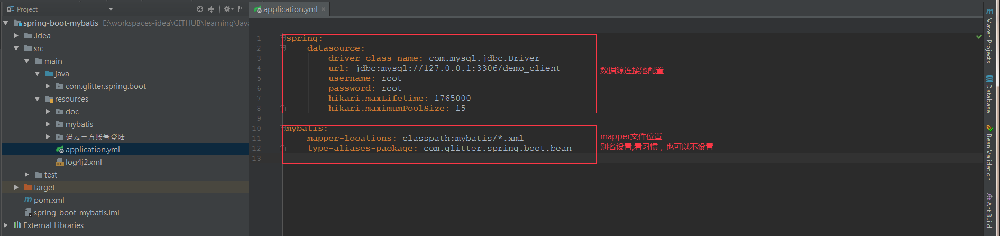 Project
application.yml
spring-boot-mybatis E:\workspaces-idea\GITHUB\learning\Jav
.idea
src
main
java
com.glitter.spring.boot
resources
doc
mybatis
码云三方账号登陆
application.yml
log4j2.xml
test
target
pom.xml
spring-boot-mybatis.iml
External Libraries
1 spring:
2 datasource:
3 driver-class-name: com.mysql.jdbc.Driver
4 url: jdbc:mysql://127.0.0.1:3306/demo_client
5 username: root
6 password: root
7 hikari.maxLifetime: 1765000
8 hikari.maximumPoolSize: 15
9
10 mybatis:
11 mapper-locations: classpath:mybatis/*.xml
12 type-aliases-package: com.glitter.spring.boot.bean
13
数据源连接池配置
mapper文件位置
别名设置,看习惯，也可以不设置
Maven Projects
Database
Bean Validation
Ant Build